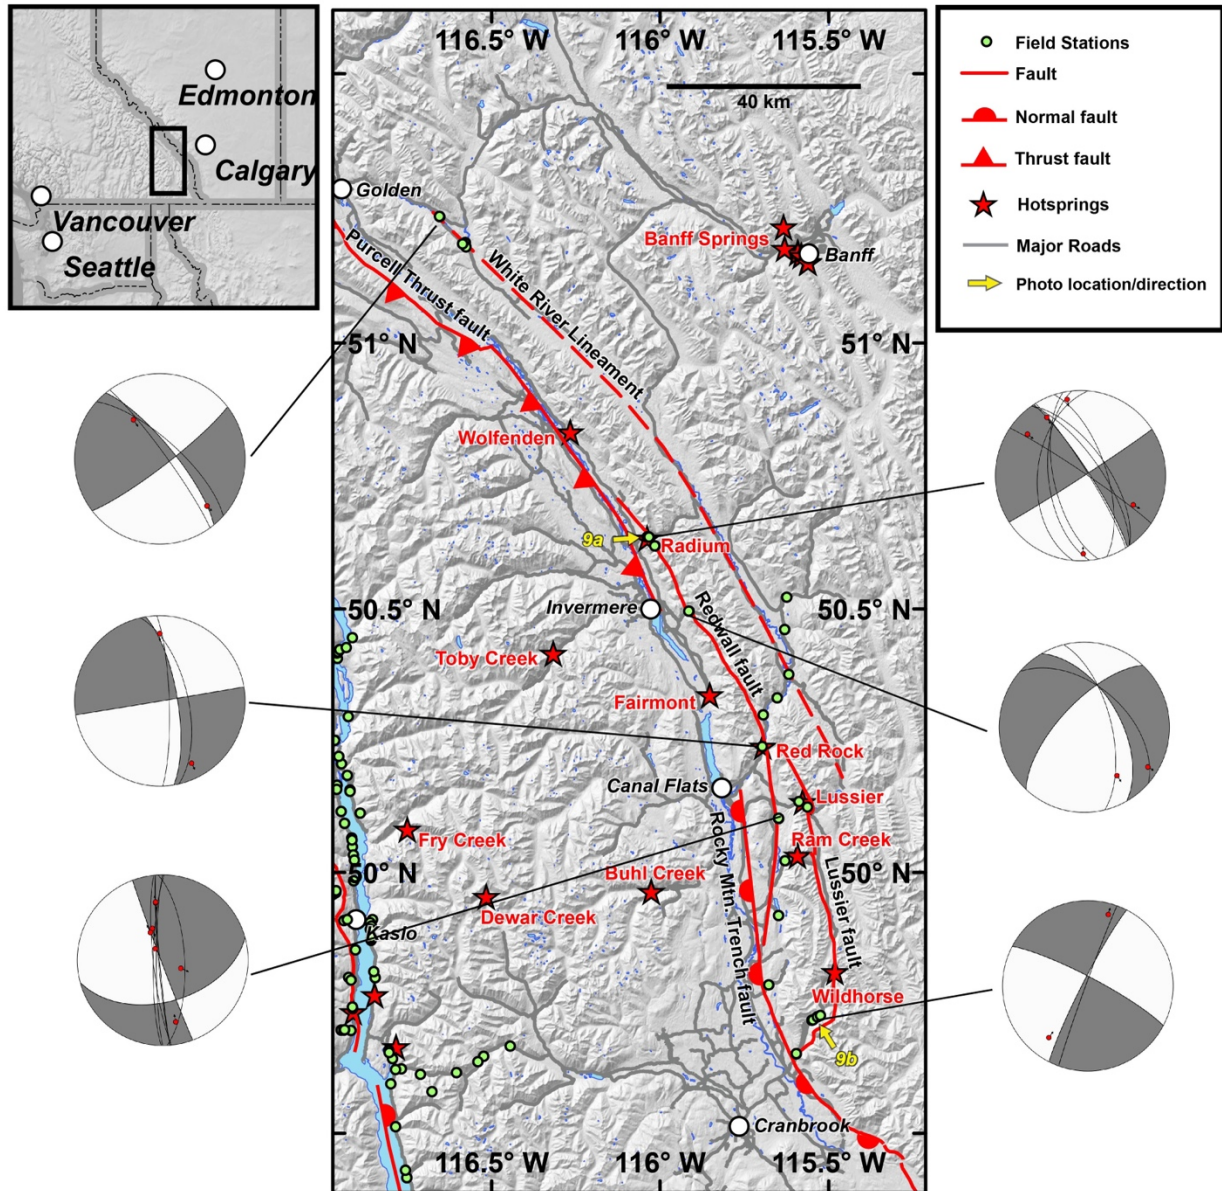 Edmonton
Calgary
Vancouver
Seattle
116.5° W
116° W
115.5° W
40 km
Golden
Banff Springs
Banff
Purcell Thrust fault
White River Lineament
51° N
51° N
Wolfenden
9a
Radium
Invermere
50.5° N
50.5° N
Redwall fault
Toby Creek
Fairmont
Red Rock
Canal Flats
Lussier
Fry Creek
Ram Creek
Rocky Mtn. Trench fault
Lussier fault
50° N
50° N
Buhl Creek
Dewar Creek
Kaslo
Wildhorse
9b
Cranbrook
116.5° W
116° W
115.5° W
Field Stations
Fault
Normal fault
Thrust fault
Hotsprings
Major Roads
Photo location/direction